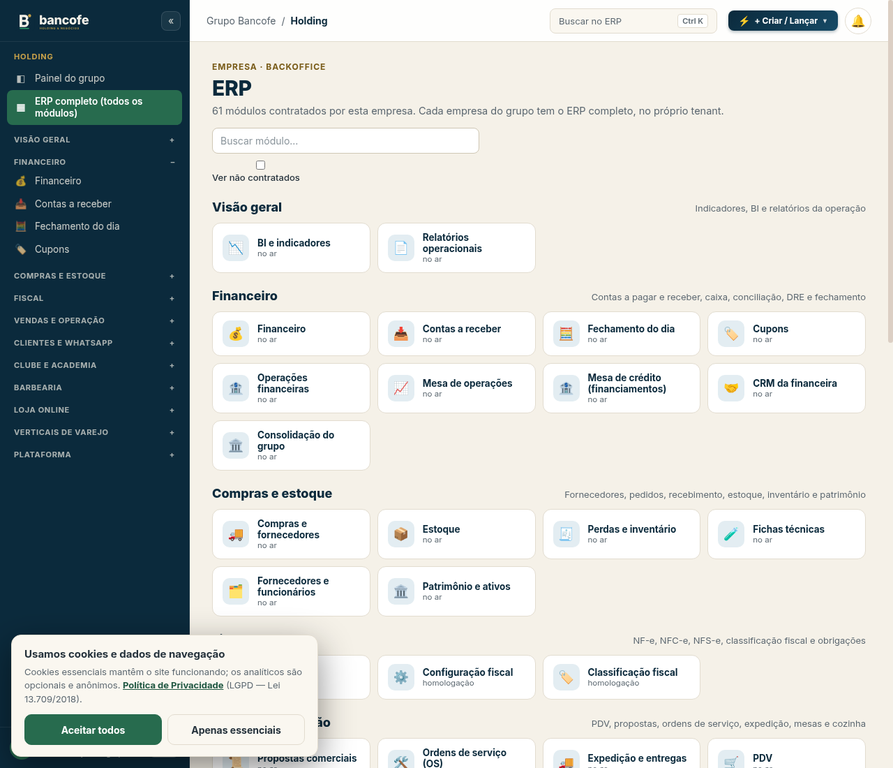 bancofe
«
HOLDING
Painel do grupo
ERP completo (todos os
módulos)
VISÃO GERAL +
FINANCEIRO –
Financeiro
Contas a receber
Fechamento do dia
Cupons
COMPRAS E ESTOQUE +
FISCAL +
VENDAS E OPERAÇÃO +
CLIENTES E WHATSAPP +
CLUBE E ACADEMIA +
BARBEARIA +
LOJA ONLINE +
VERTICAIS DE VAREJO +
PLATAFORMA +
Grupo Bancofe / Holding
Buscar no ERP Ctrl K
+ Criar / Lançar
EMPRESA · BACKOFFICE
ERP
61 módulos contratados por esta empresa. Cada empresa do grupo tem o ERP completo, no próprio tenant.
Buscar módulo...
Ver não contratados
Visão geral
Indicadores, BI e relatórios da operação
BI e indicadores
no ar
Relatórios
operacionais
no ar
Financeiro
Contas a pagar e receber, caixa, conciliação, DRE e fechamento
Financeiro
no ar
Contas a receber
no ar
Fechamento do dia
no ar
Cupons
no ar
Operações
financeiras
no ar
Mesa de operações
no ar
Mesa de crédito
(financiamentos)
no ar
CRM da financeira
no ar
Consolidação do
grupo
no ar
Compras e estoque
Fornecedores, pedidos, recebimento, estoque, inventário e patrimônio
Compras e
fornecedores
no ar
Estoque
no ar
Perdas e inventário
no ar
Fichas técnicas
no ar
Fornecedores e
funcionários
no ar
Patrimônio e ativos
no ar
NF-e, NFC-e, NFS-e, classificação fiscal e obrigações
Configuração fiscal
homologação
Classificação fiscal
homologação
PDV, propostas, ordens de serviço, expedição, mesas e cozinha
Propostas comerciais
Ordens de serviço
(OS)
Expedição e entregas
PDV
Usamos cookies e dados de navegação
Cookies essenciais mantêm o site funcionando; os analíticos são
opcionais e anônimos. Política de Privacidade (LGPD — Lei
13.709/2018).
Aceitar todos
Apenas essenciais